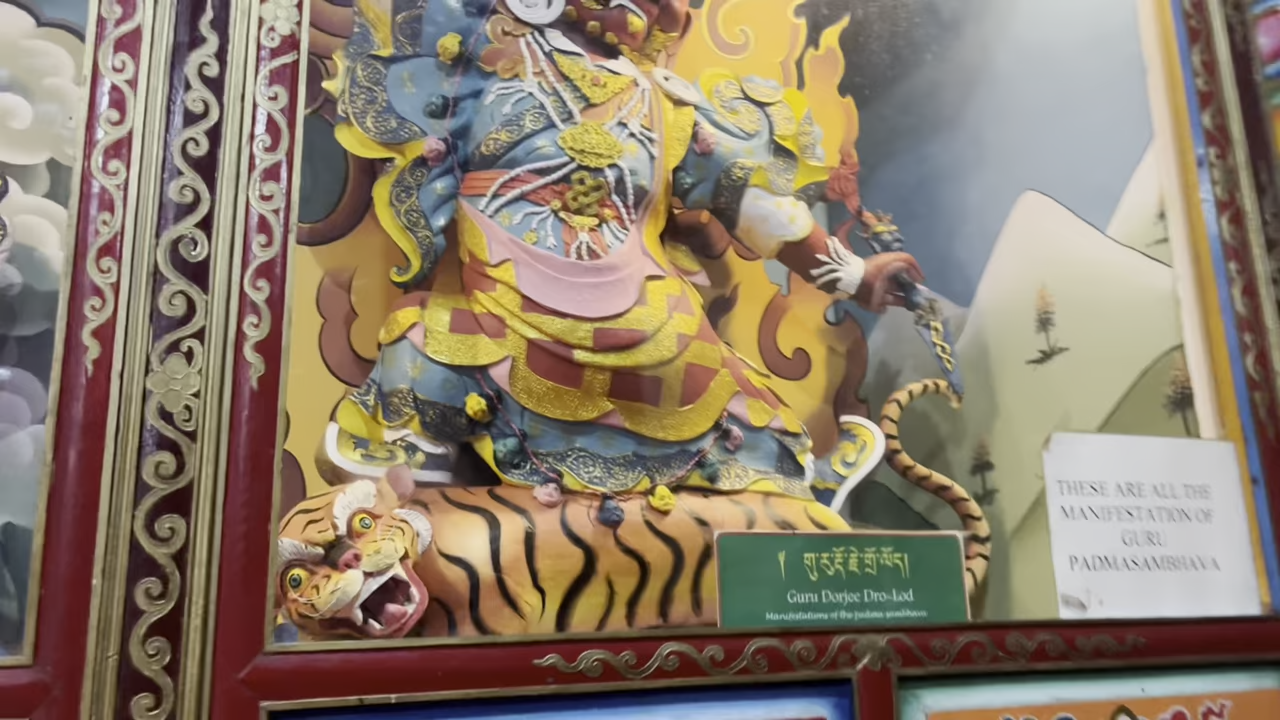 ༑ གུ་རུ་རྡོ་རྗེ་གྲོ་ལོད།
Guru Dorjee Dro-Lod
Manifestations of the padma-sambhava
THESE ARE ALL THE
MANIFESTATION OF
GURU
PADMASAMBHAVA